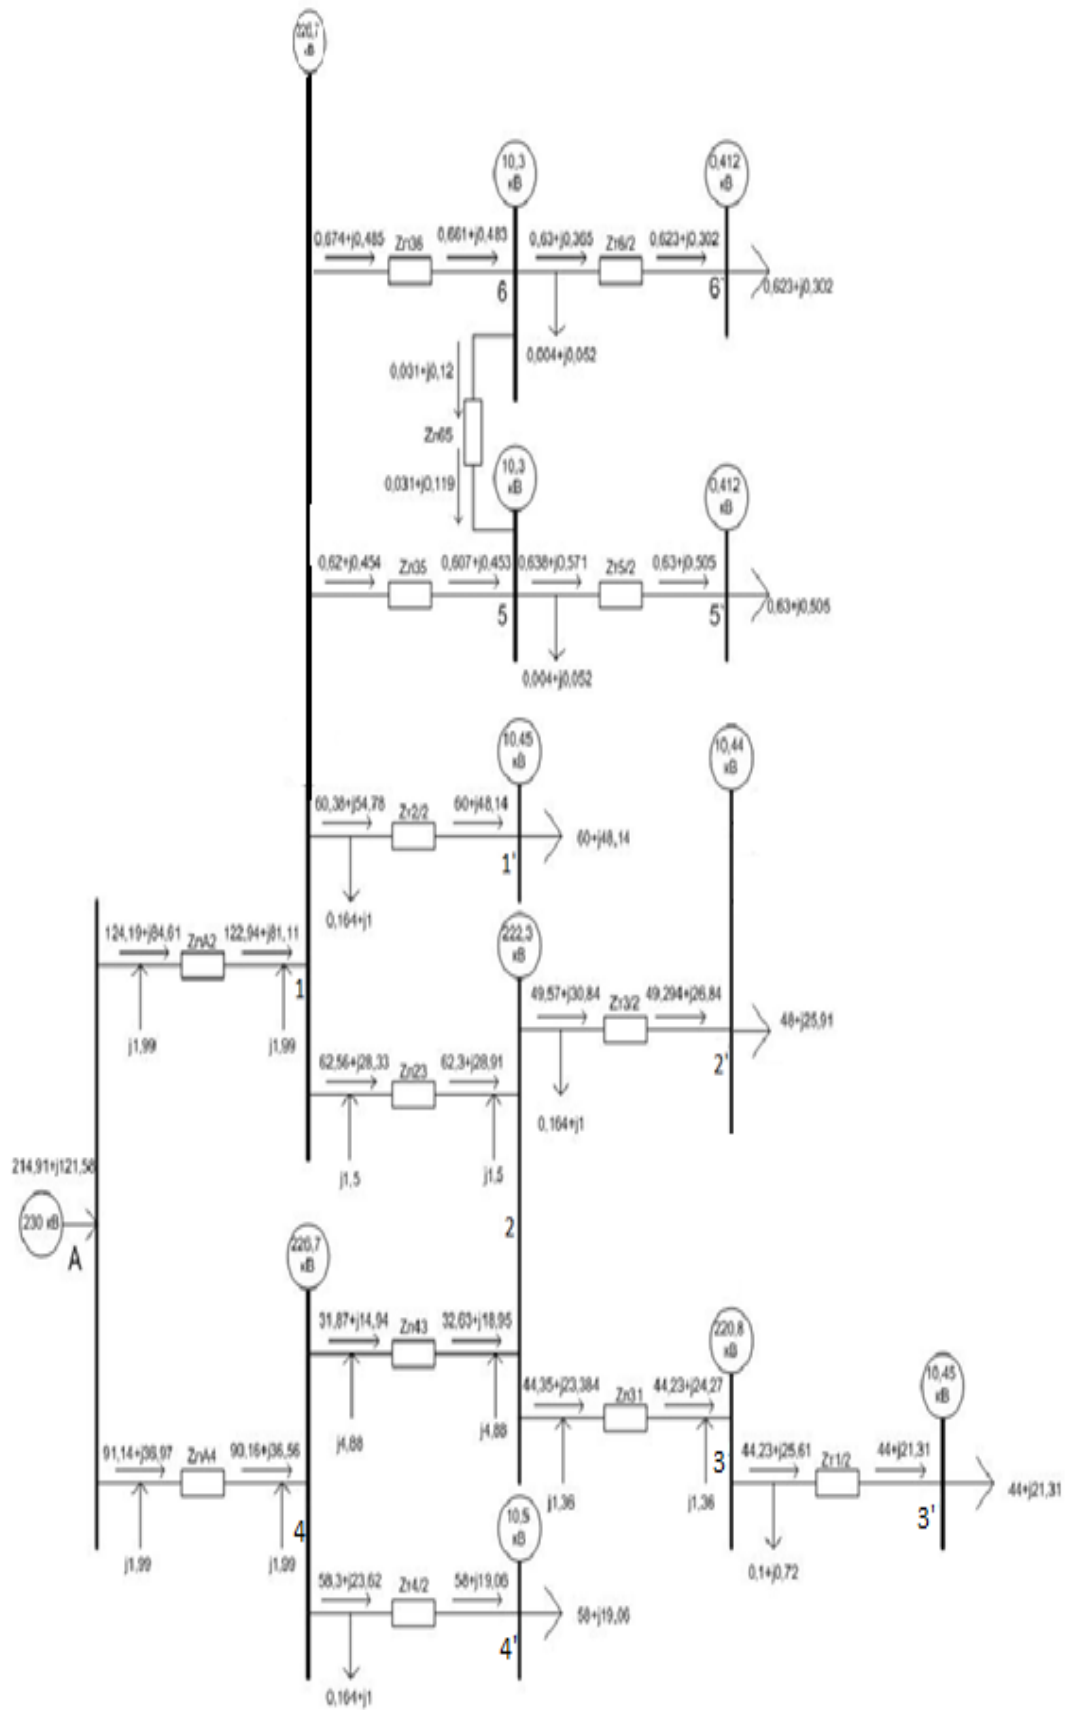 226,7 кВ
10,3 кВ
0,412 кВ
0,674+j0,485
Zл36
0,661+j0,483
0,63+j0,365
Zт6/2
0,623+j0,302
6
6'
0,623+j0,302
0,004+j0,052
0,031+j0,12
Zл65
0,031+j0,119
10,3 кВ
0,412 кВ
0,62+j0,454
Zл35
0,607+j0,453
0,638+j0,571
Zт5/2
0,63+j0,505
5
5'
0,63+j0,505
0,004+j0,052
10,45 кВ
10,44 кВ
60,38+j54,78
Zт2/2
60+j48,14
60+j48,14
1'
0,164+j1
222,3 кВ
124,19+j84,61
ZлA2
122,94+j81,11
1
49,57+j30,84
Zт3/2
49,294+j26,84
48+j25,91
j1,99
j1,99
62,56+j28,33
Zл23
62,3+j28,91
2'
0,164+j1
j1,5
j1,5
214,91+j121,58
230 кВ
A
2
226,7 кВ
31,87+j14,94
Zл43
32,63+j18,95
220,8 кВ
10,45 кВ
44,35+j23,384
Zл31
44,23+j24,27
j4,88
j4,88
91,14+j36,97
ZлA4
90,16+j36,56
3
44,23+j25,61
Zт1/2
44+j21,31
44+j21,31
j1,36
j1,36
3'
4
10,5 кВ
j1,99
j1,99
0,1+j0,72
58,3+j23,62
Zт4/2
58+j19,06
58+j19,06
4'
0,164+j1